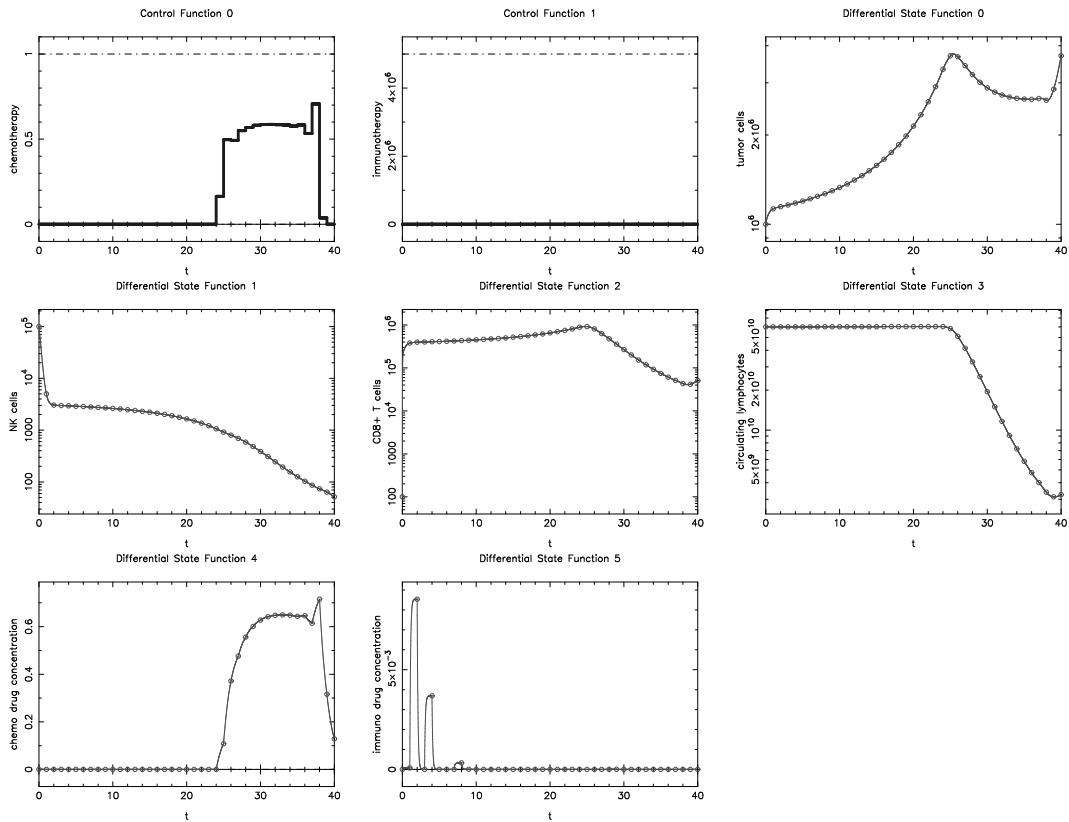 Control Function 0
chemotherapy
1
0.5
0
0 10 20 30 40
t
Control Function 1
immunotherapy
4×10⁶
2×10⁶
0
0 10 20 30 40
t
Differential State Function 0
tumor cells
2×10⁶
10⁶
0 10 20 30 40
t
Differential State Function 1
NK cells
10⁵
10⁴
1000
100
0 10 20 30 40
t
Differential State Function 2
CD8+ T cells
10⁶
10⁵
10⁴
1000
100
0 10 20 30 40
t
Differential State Function 3
circulating lymphocytes
5×10¹⁰
2×10¹⁰
10¹⁰
5×10⁹
0 10 20 30 40
t
Differential State Function 4
chemo drug concentration
0.6
0.4
0.2
0
0 10 20 30 40
t
Differential State Function 5
immuno drug concentration
5×10⁻³
0
0 10 20 30 40
t